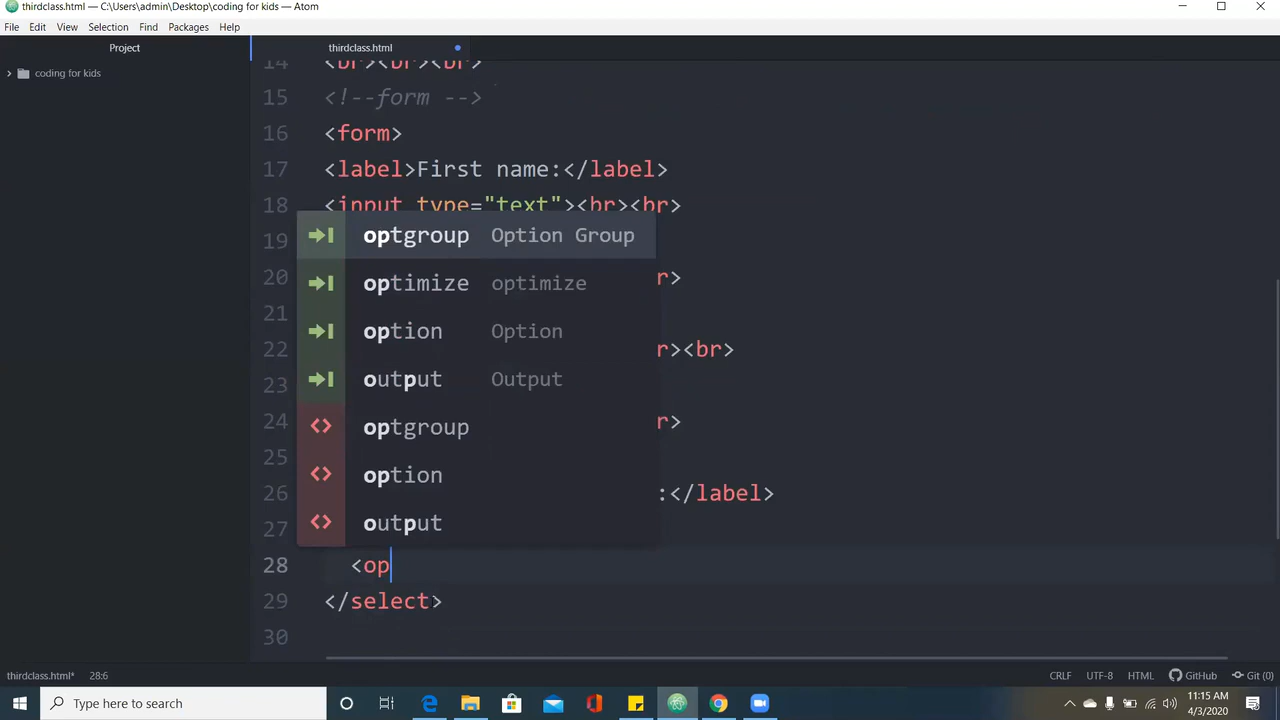 thirdclass.html — C:\Users\admin\Desktop\coding for kids — Atom
File Edit View Selection Find Packages Help
Project
thirdclass.html
coding for kids
14 <br><br><br>
15 <!--form -->
16 <form>
17 <label>First name:</label>
18 <input type="text"><br><br>
optgroup Option Group
19
optimize optimize
20 r>
21
option Option
22 r><br>
output Output
23
24 r>
optgroup
25
option
26 :</label>
output
27
28 <op
29 </select>
30
thirdclass.html* 28:6 CRLF UTF-8 HTML GitHub Git (0)
Type here to search
11:15 AM
4/3/2020